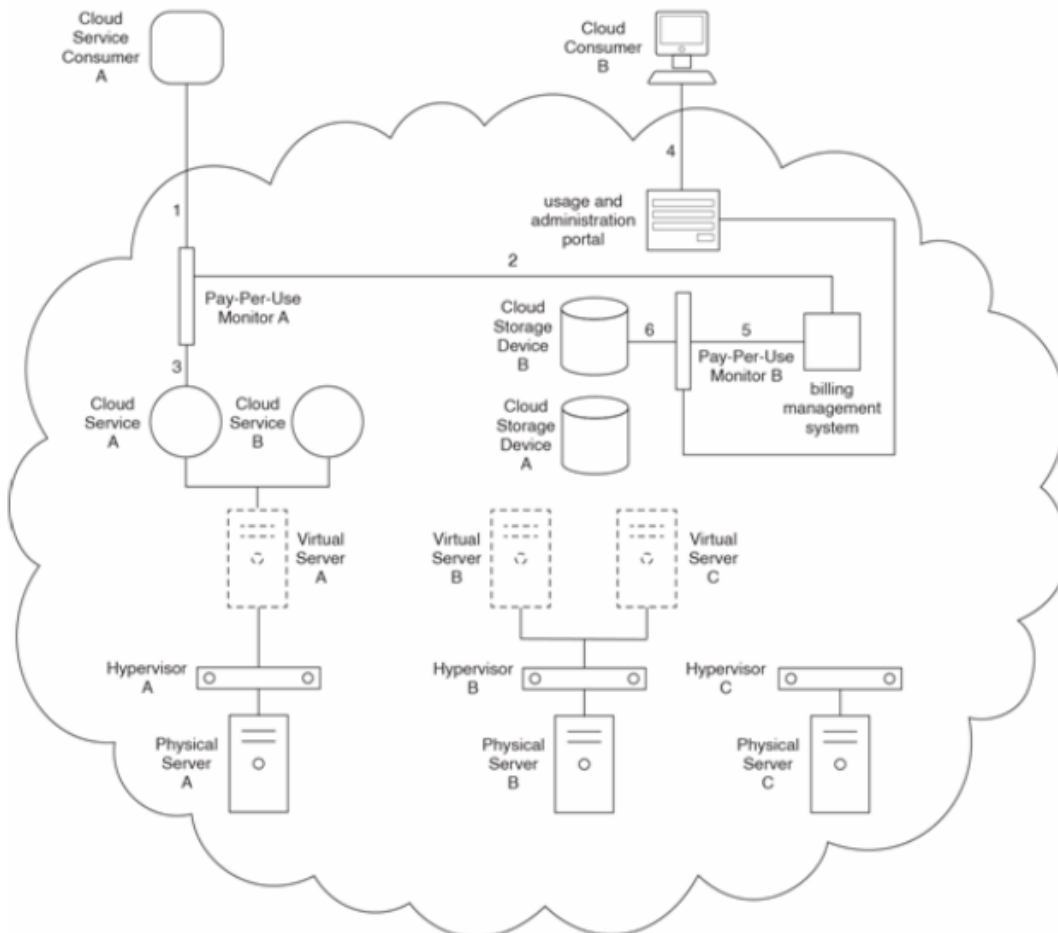 Cloud
Service
Consumer
A
Cloud
Consumer
B
4
usage and
administration
portal
1
2
Pay-Per-Use
Monitor A
Cloud
Storage
Device
B
6
5
Pay-Per-Use
Monitor B
billing
management
system
3
Cloud
Service
A
Cloud
Service
B
Cloud
Storage
Device
A
Virtual
Server
A
Virtual
Server
B
Virtual
Server
C
Hypervisor
A
Hypervisor
B
Hypervisor
C
Physical
Server
A
Physical
Server
B
Physical
Server
C